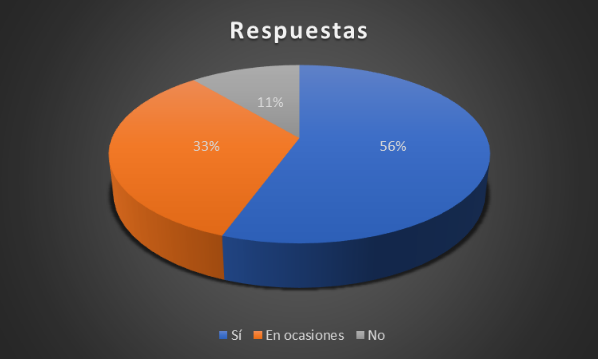 Respuestas
11%
33%
56%
Sí
En ocasiones
No